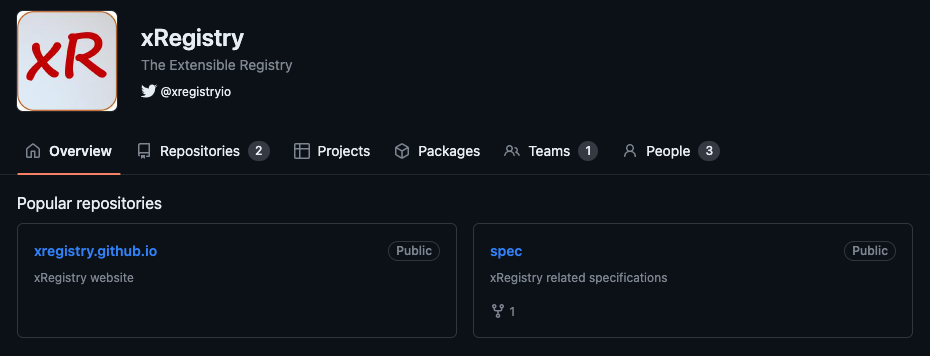 xR
xRegistry
The Extensible Registry
@xregistryio
Overview
Repositories 2
Projects
Packages
Teams 1
People 3
Popular repositories
xregistry.github.io Public
xRegistry website
spec Public
xRegistry related specifications
1